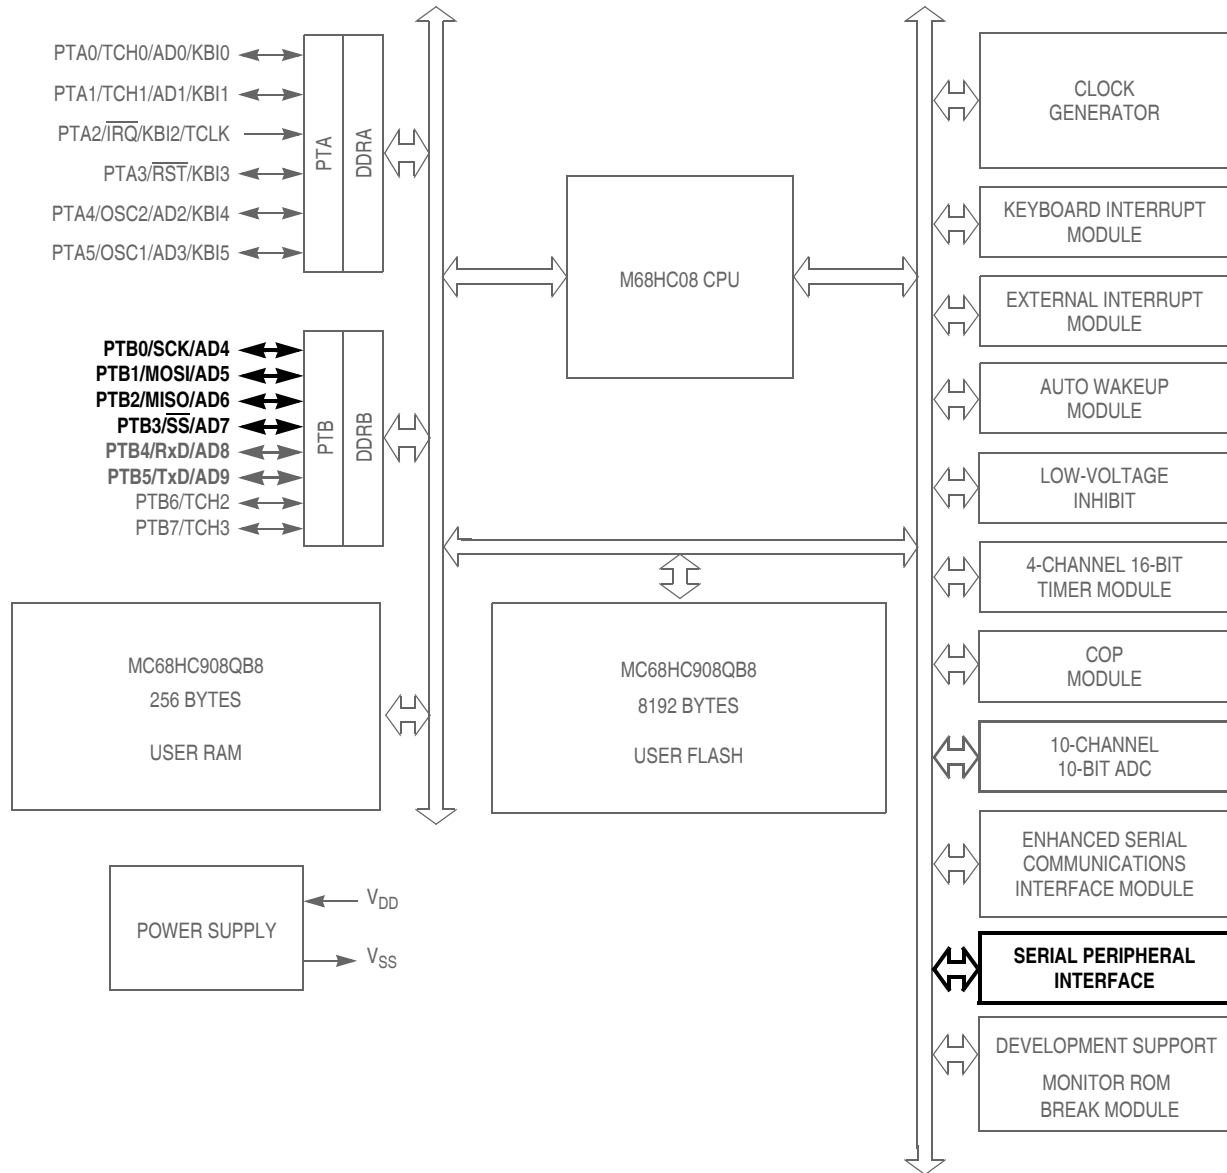 PTA0/TCH0/AD0/KBI0
PTA1/TCH1/AD1/KBI1
PTA2/I̅R̅Q̅/KBI2/TCLK
PTA3/R̅S̅T̅/KBI3
PTA4/OSC2/AD2/KBI4
PTA5/OSC1/AD3/KBI5
PTA
DDRA
PTB0/SCK/AD4
PTB1/MOSI/AD5
PTB2/MISO/AD6
PTB3/S̅S̅/AD7
PTB4/RxD/AD8
PTB5/TxD/AD9
PTB6/TCH2
PTB7/TCH3
PTB
DDRB
M68HC08 CPU
MC68HC908QB8
256 BYTES
USER RAM
MC68HC908QB8
8192 BYTES
USER FLASH
POWER SUPPLY
VDD
VSS
CLOCK
GENERATOR
KEYBOARD INTERRUPT
MODULE
EXTERNAL INTERRUPT
MODULE
AUTO WAKEUP
MODULE
LOW-VOLTAGE
INHIBIT
4-CHANNEL 16-BIT
TIMER MODULE
COP
MODULE
10-CHANNEL
10-BIT ADC
ENHANCED SERIAL
COMMUNICATIONS
INTERFACE MODULE
SERIAL PERIPHERAL
INTERFACE
DEVELOPMENT SUPPORT
MONITOR ROM
BREAK MODULE